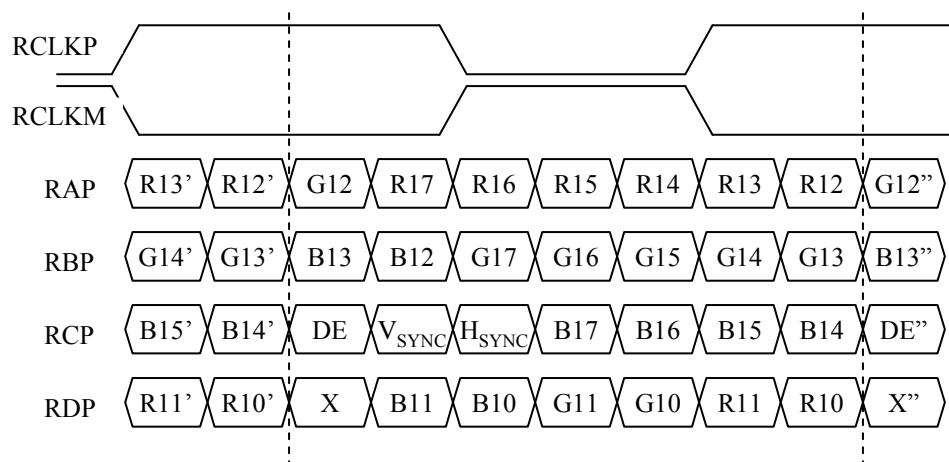 RCLKP
RCLKM
RAP R13’ R12’ G12 R17 R16 R15 R14 R13 R12 G12”
RBP G14’ G13’ B13 B12 G17 G16 G15 G14 G13 B13”
RCP B15’ B14’ DE VSYNC HSYNC B17 B16 B15 B14 DE”
RDP R11’ R10’ X B11 B10 G11 G10 R11 R10 X”